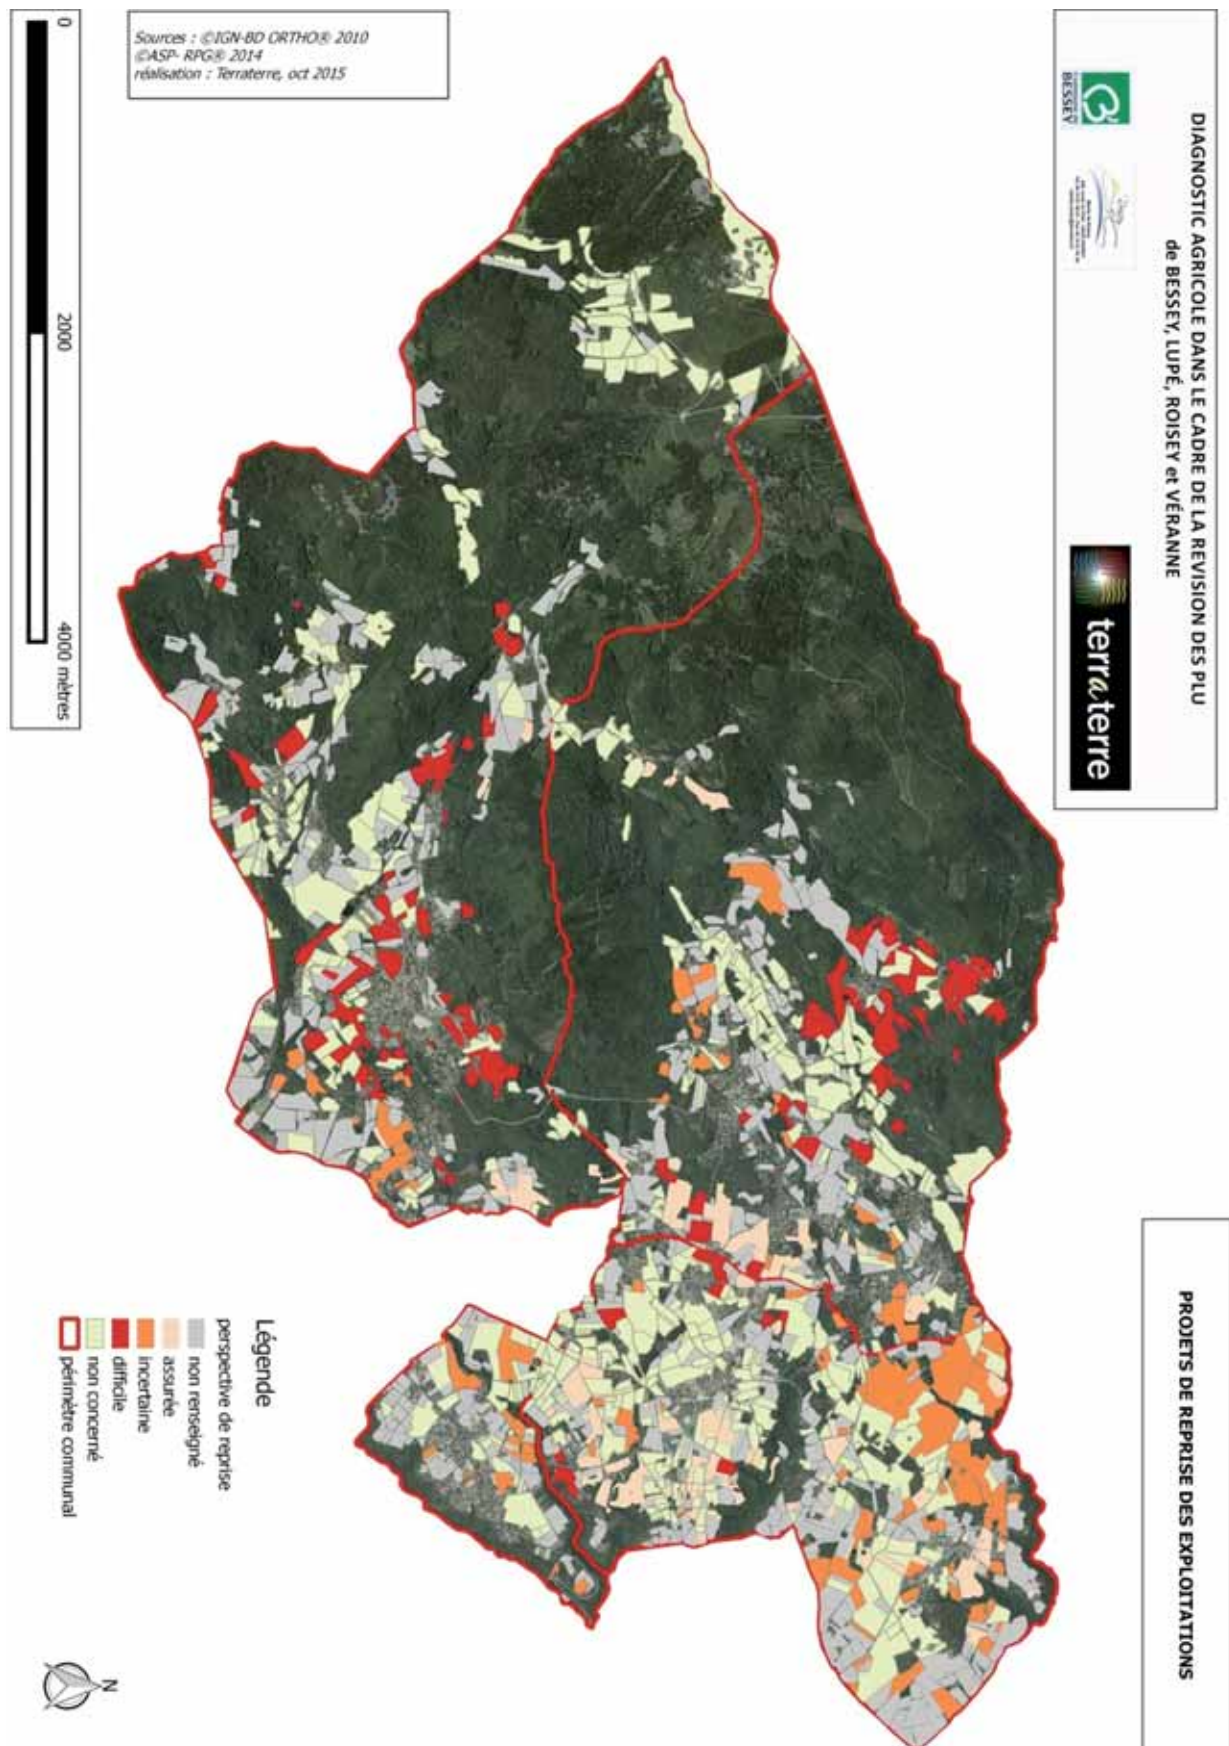 DIAGNOSTIC AGRICOLE DANS LE CADRE DE LA REVISION DES PLU
de BESSEY, LUPÉ, ROISEY et VÉRANNE
BESSEY
terraterre
PROJETS DE REPRISE DES EXPLOITATIONS
Sources : ©IGN-BD ORTHO® 2010
©ASP- RPG® 2014
réalisation : Terraterre, oct 2015
0
2000
4000 mètres
Légende
perspective de reprise
non renseigné
assurée
incertaine
difficile
non concerné
périmètre communal
N